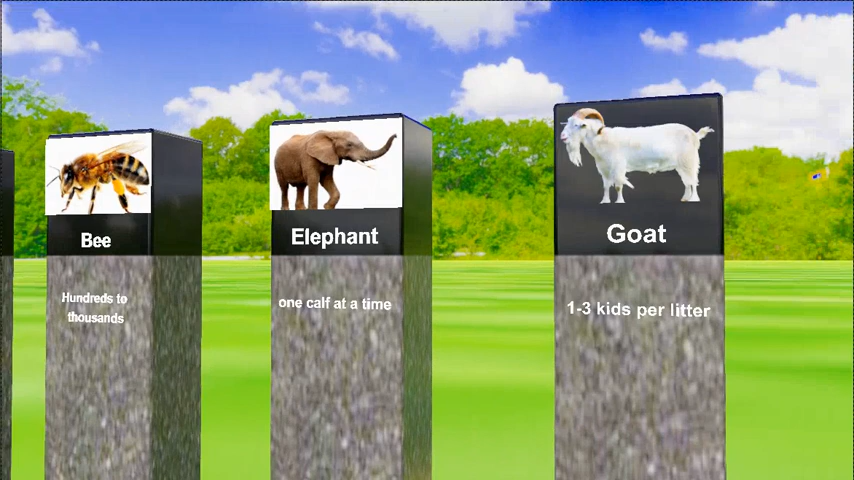 Bee
Hundreds to
thousands
Elephant
one calf at a time
Goat
1-3 kids per litter